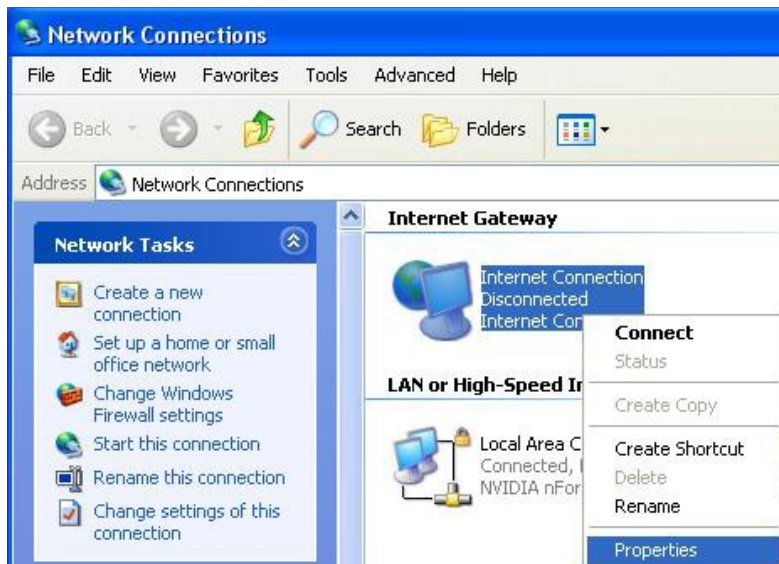 Network Connections
File Edit View Favorites Tools Advanced Help
Back Search Folders
Address Network Connections
Network Tasks
Create a new
connection
Set up a home or small
office network
Change Windows
Firewall settings
Start this connection
Rename this connection
Change settings of this
connection
Internet Gateway
Internet Connection
Disconnected
Internet
LAN or High-Speed
Local Area
Connected,
NVIDIA
Connect
Status
Create Copy
Create Shortcut
Delete
Rename
Properties